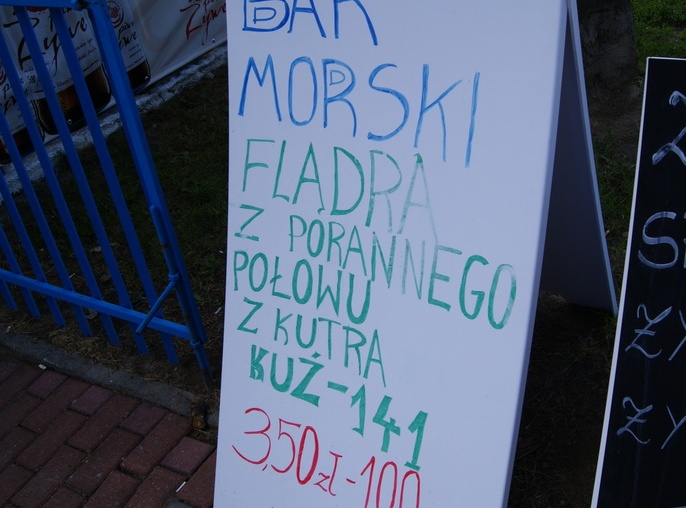 BAR
MORSKI
FLĄDRA
Z PORANNEGO
POŁOWU
Z KUTRA
KUŹ-141
3,50zł-100